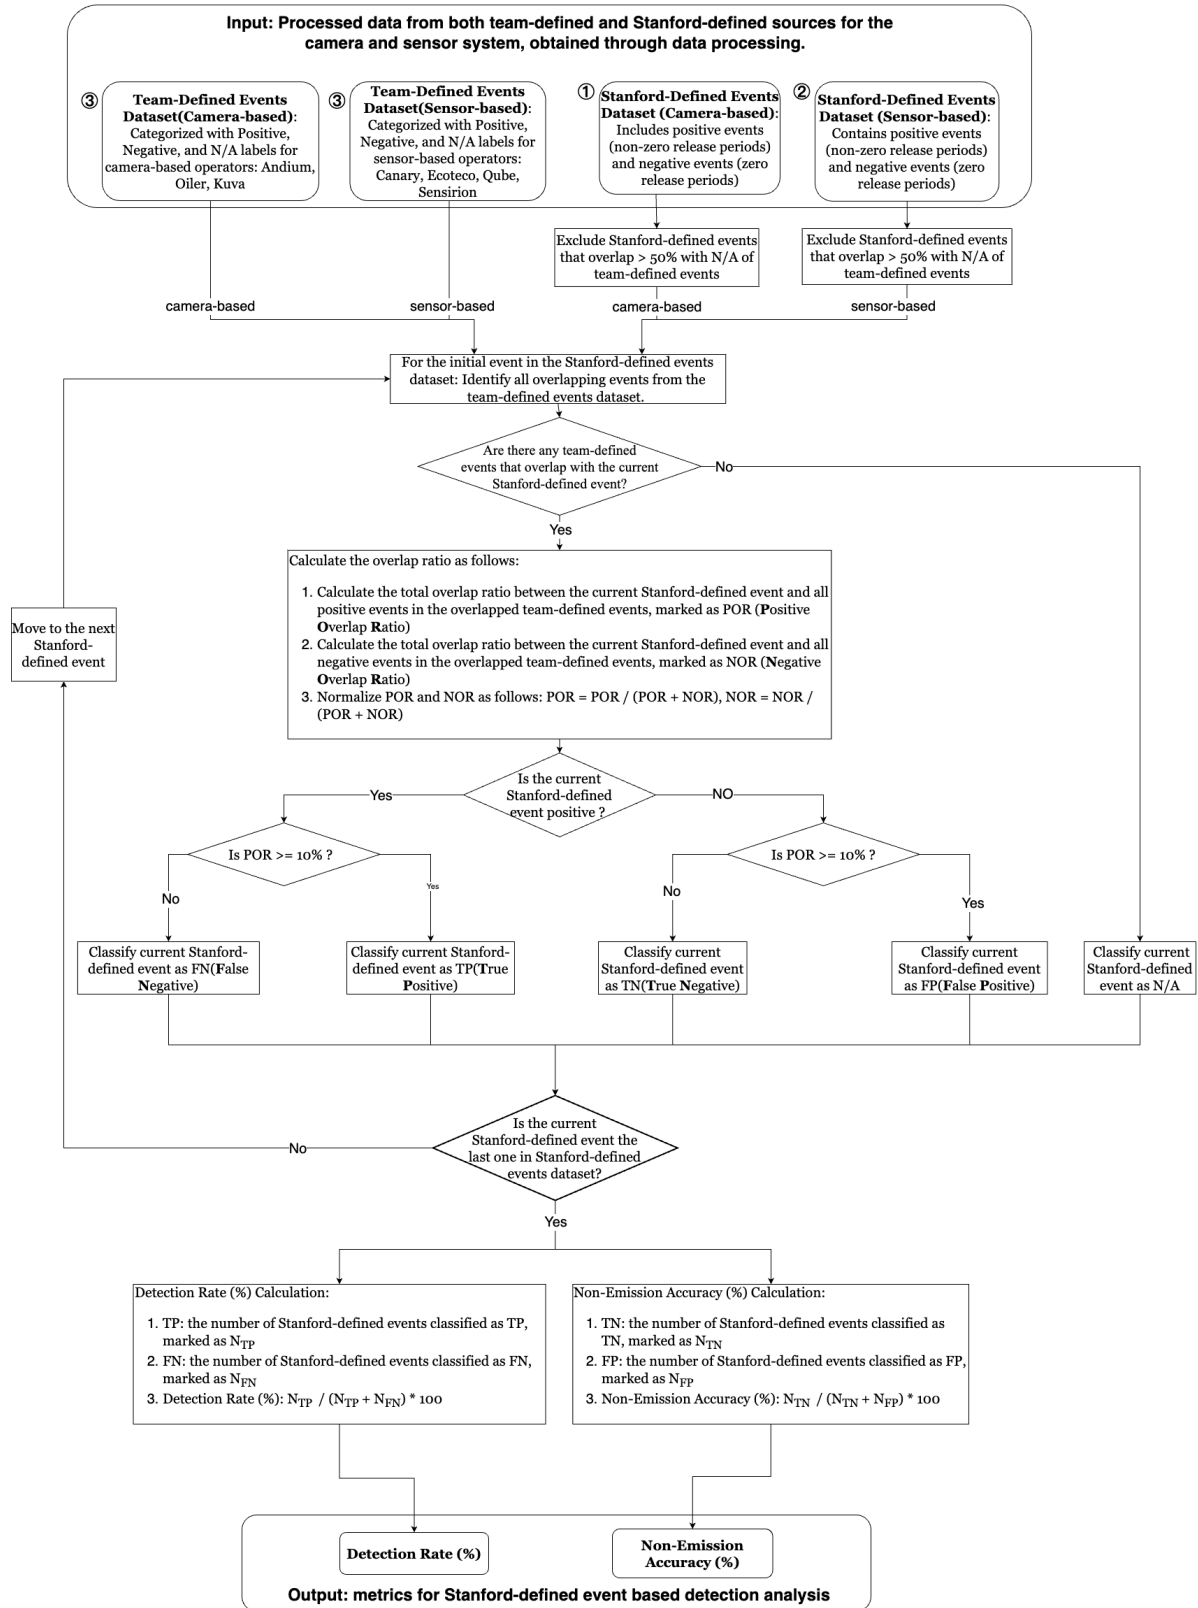 Input: Processed data from both team-defined and Stanford-defined sources for the
camera and sensor system, obtained through data processing.
③
Team-Defined Events
Dataset(Camera-based):
Categorized with Positive,
Negative, and N/A labels for
camera-based operators: Andium,
Oiler, Kuva
③
Team-Defined Events
Dataset(Sensor-based):
Categorized with Positive,
Negative, and N/A labels for
sensor-based operators:
Canary, Ecoteco, Qube,
Sensirion
①
Stanford-Defined Events
Dataset (Camera-based):
Includes positive events
(non-zero release periods)
and negative events (zero
release periods)
②
Stanford-Defined Events
Dataset (Sensor-based):
Contains positive events
(non-zero release periods)
and negative events (zero
release periods)
Exclude Stanford-defined events
that overlap > 50% with N/A of
team-defined events
Exclude Stanford-defined events
that overlap > 50% with N/A of
team-defined events
camera-based
sensor-based
camera-based
sensor-based
For the initial event in the Stanford-defined events
dataset: Identify all overlapping events from the
team-defined events dataset.
Are there any team-defined
events that overlap with the current
Stanford-defined event?
No
Yes
Calculate the overlap ratio as follows:
1. Calculate the total overlap ratio between the current Stanford-defined event and all
positive events in the overlapped team-defined events, marked as POR (Positive
Overlap Ratio)
2. Calculate the total overlap ratio between the current Stanford-defined event and all
negative events in the overlapped team-defined events, marked as NOR (Negative
Overlap Ratio)
3. Normalize POR and NOR as follows: POR = POR / (POR + NOR), NOR = NOR /
(POR + NOR)
Move to the next
Stanford-
defined event
Is the current
Stanford-defined
event positive ?
Yes
NO
Is POR >= 10% ?
Is POR >= 10% ?
No
Yes
No
Yes
Classify current Stanford-
defined event as FN(False
Negative)
Classify current Stanford-
defined event as TP(True
Positive)
Classify current
Stanford-defined event
as TN(True Negative)
Classify current
Stanford-defined event
as FP(False Positive)
Classify current
Stanford-defined
event as N/A
Is the current
Stanford-defined event the
last one in Stanford-defined
events dataset?
No
Yes
Detection Rate (%) Calculation:
1. TP: the number of Stanford-defined events classified as TP,
marked as NTP
2. FN: the number of Stanford-defined events classified as FN,
marked as NFN
3. Detection Rate (%): NTP / (NTP + NFN) * 100
Non-Emission Accuracy (%) Calculation:
1. TN: the number of Stanford-defined events classified as
TN, marked as NTN
2. FP: the number of Stanford-defined events classified as FP,
marked as NFP
3. Non-Emission Accuracy (%): NTN / (NTN + NFP) * 100
Detection Rate (%)
Non-Emission
Accuracy (%)
Output: metrics for Stanford-defined event based detection analysis